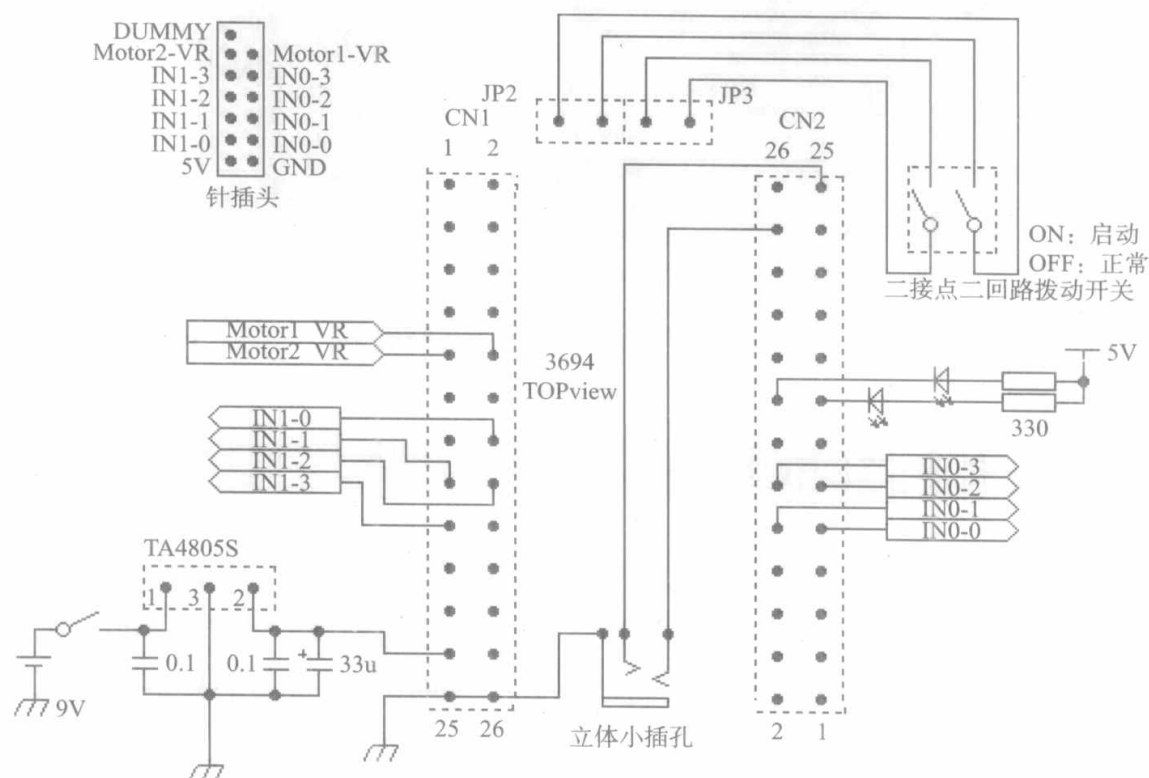 DUMMY
Motor2-VR Motor1-VR
IN1-3 IN0-3
IN1-2 IN0-2
IN1-1 IN0-1
IN1-0 IN0-0
5V GND
针插头
JP2 JP3
CN1 CN2
1 2 26 25
ON：启动
OFF：正常
二接点二回路拨动开关
Motor1 VR
Motor2 VR
3694
TOPview
5V
330
IN1-0
IN1-1
IN1-2
IN1-3
IN0-3
IN0-2
IN0-1
IN0-0
TA4805S
1 3 2
0.1 0.1 + 33u
9V
25 26 立体小插孔 2 1